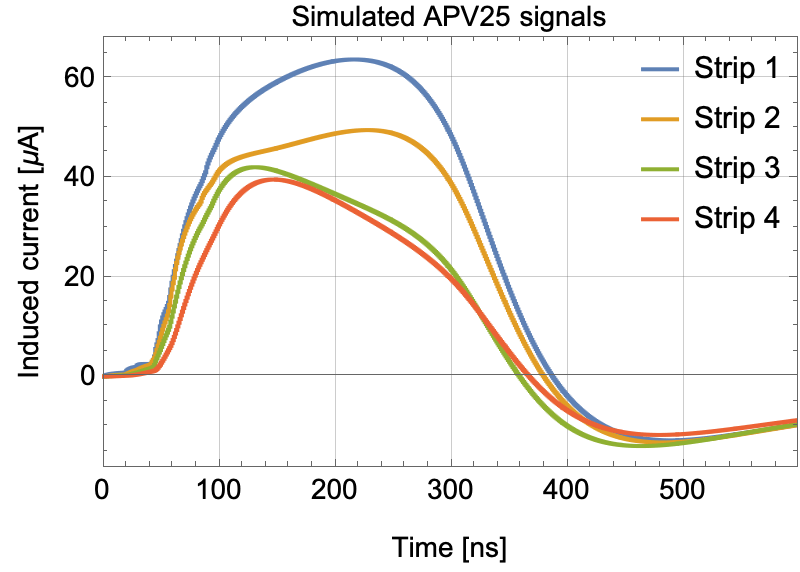 Simulated APV25 signals
Induced current [μA]
60
40
20
0
Strip 1
Strip 2
Strip 3
Strip 4
0 100 200 300 400 500
Time [ns]